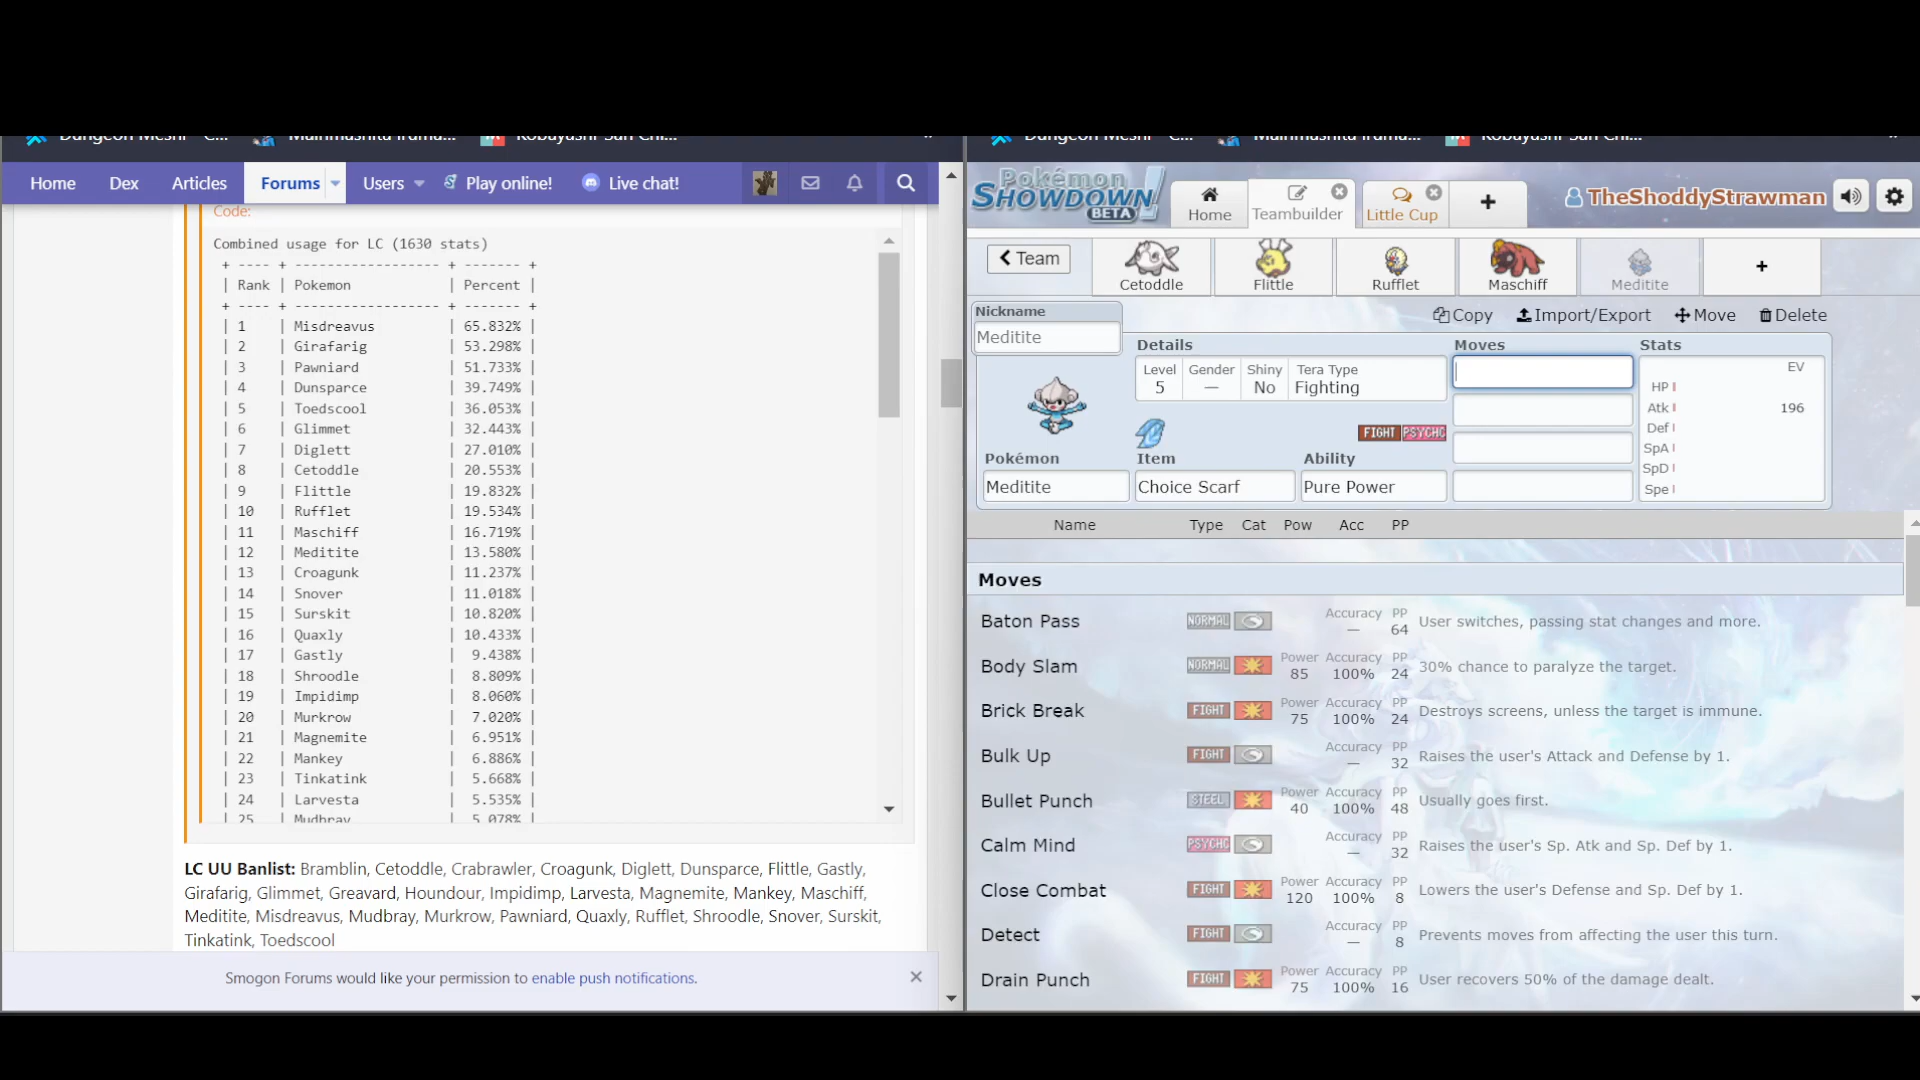 Home Dex Articles Forums Users Play online! Live chat!
Code:
Combined usage for LC (1630 stats)
+ ---- + ------------------ + ------- +
| Rank | Pokemon | Percent |
+ ---- + ------------------ + ------- +
| 1 | Misdreavus | 65.832% |
| 2 | Girafarig | 53.298% |
| 3 | Pawniard | 51.733% |
| 4 | Dunsparce | 39.749% |
| 5 | Toedscool | 36.053% |
| 6 | Glimmet | 32.443% |
| 7 | Diglett | 27.010% |
| 8 | Cetoddle | 20.553% |
| 9 | Flittle | 19.832% |
| 10 | Rufflet | 19.534% |
| 11 | Maschiff | 16.719% |
| 12 | Meditite | 13.580% |
| 13 | Croagunk | 11.237% |
| 14 | Snover | 11.018% |
| 15 | Surskit | 10.820% |
| 16 | Quaxly | 10.433% |
| 17 | Gastly | 9.438% |
| 18 | Shroodle | 8.809% |
| 19 | Impidimp | 8.060% |
| 20 | Murkrow | 7.020% |
| 21 | Magnemite | 6.951% |
| 22 | Mankey | 6.886% |
| 23 | Tinkatink | 5.668% |
| 24 | Larvesta | 5.535% |
| 25 | Mudbray | 5.078% |
LC UU Banlist: Bramblin, Cetoddle, Crabrawler, Croagunk, Diglett, Dunsparce, Flittle, Gastly,
Girafarig, Glimmet, Greavard, Houndour, Impidimp, Larvesta, Magnemite, Mankey, Maschiff,
Meditite, Misdreavus, Mudbray, Murkrow, Pawniard, Quaxly, Rufflet, Shroodle, Snover, Surskit,
Tinkatink, Toedscool
Smogon Forums would like your permission to enable push notifications.
Pokémon
SHOWDOWN!
BETA
Home Teambuilder Little Cup + TheShoddyStrawman
Team Cetoddle Flittle Rufflet Maschiff Meditite +
Copy Import/Export Move Delete
Nickname
Meditite
Details
Level Gender Shiny Tera Type
5 — No Fighting
FIGHT PSYCHC
Pokémon Item Ability
Meditite Choice Scarf Pure Power
Moves
Stats
EV
HP
Atk 196
Def
SpA
SpD
Spe
Name Type Cat Pow Acc PP
Moves
Baton Pass NORMAL Accuracy — PP 64 User switches, passing stat changes and more.
Body Slam NORMAL Power 85 Accuracy 100% PP 24 30% chance to paralyze the target.
Brick Break FIGHT Power 75 Accuracy 100% PP 24 Destroys screens, unless the target is immune.
Bulk Up FIGHT Accuracy — PP 32 Raises the user's Attack and Defense by 1.
Bullet Punch STEEL Power 40 Accuracy 100% PP 48 Usually goes first.
Calm Mind PSYCHC Accuracy — PP 32 Raises the user's Sp. Atk and Sp. Def by 1.
Close Combat FIGHT Power 120 Accuracy 100% PP 8 Lowers the user's Defense and Sp. Def by 1.
Detect FIGHT Accuracy — PP 8 Prevents moves from affecting the user this turn.
Drain Punch FIGHT Power 75 Accuracy 100% PP 16 User recovers 50% of the damage dealt.